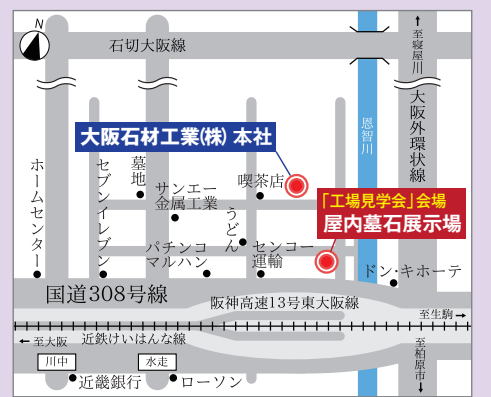 N
石切大阪線
至寝屋川
大阪外環状線
恩智川
大阪石材工業㈱ 本社
ホームセンター
セブンイレブン
墓地
サンエー
金属工業
喫茶店
うどん
「工場見学会」会場
屋内墓石展示場
パチンコ
マルハン
センコー
運輸
ドン・キホーテ
国道308号線
阪神高速13号東大阪線
至生駒→
←至大阪
近鉄けいはんな線
川中
水走
至柏原市
近畿銀行
ローソン